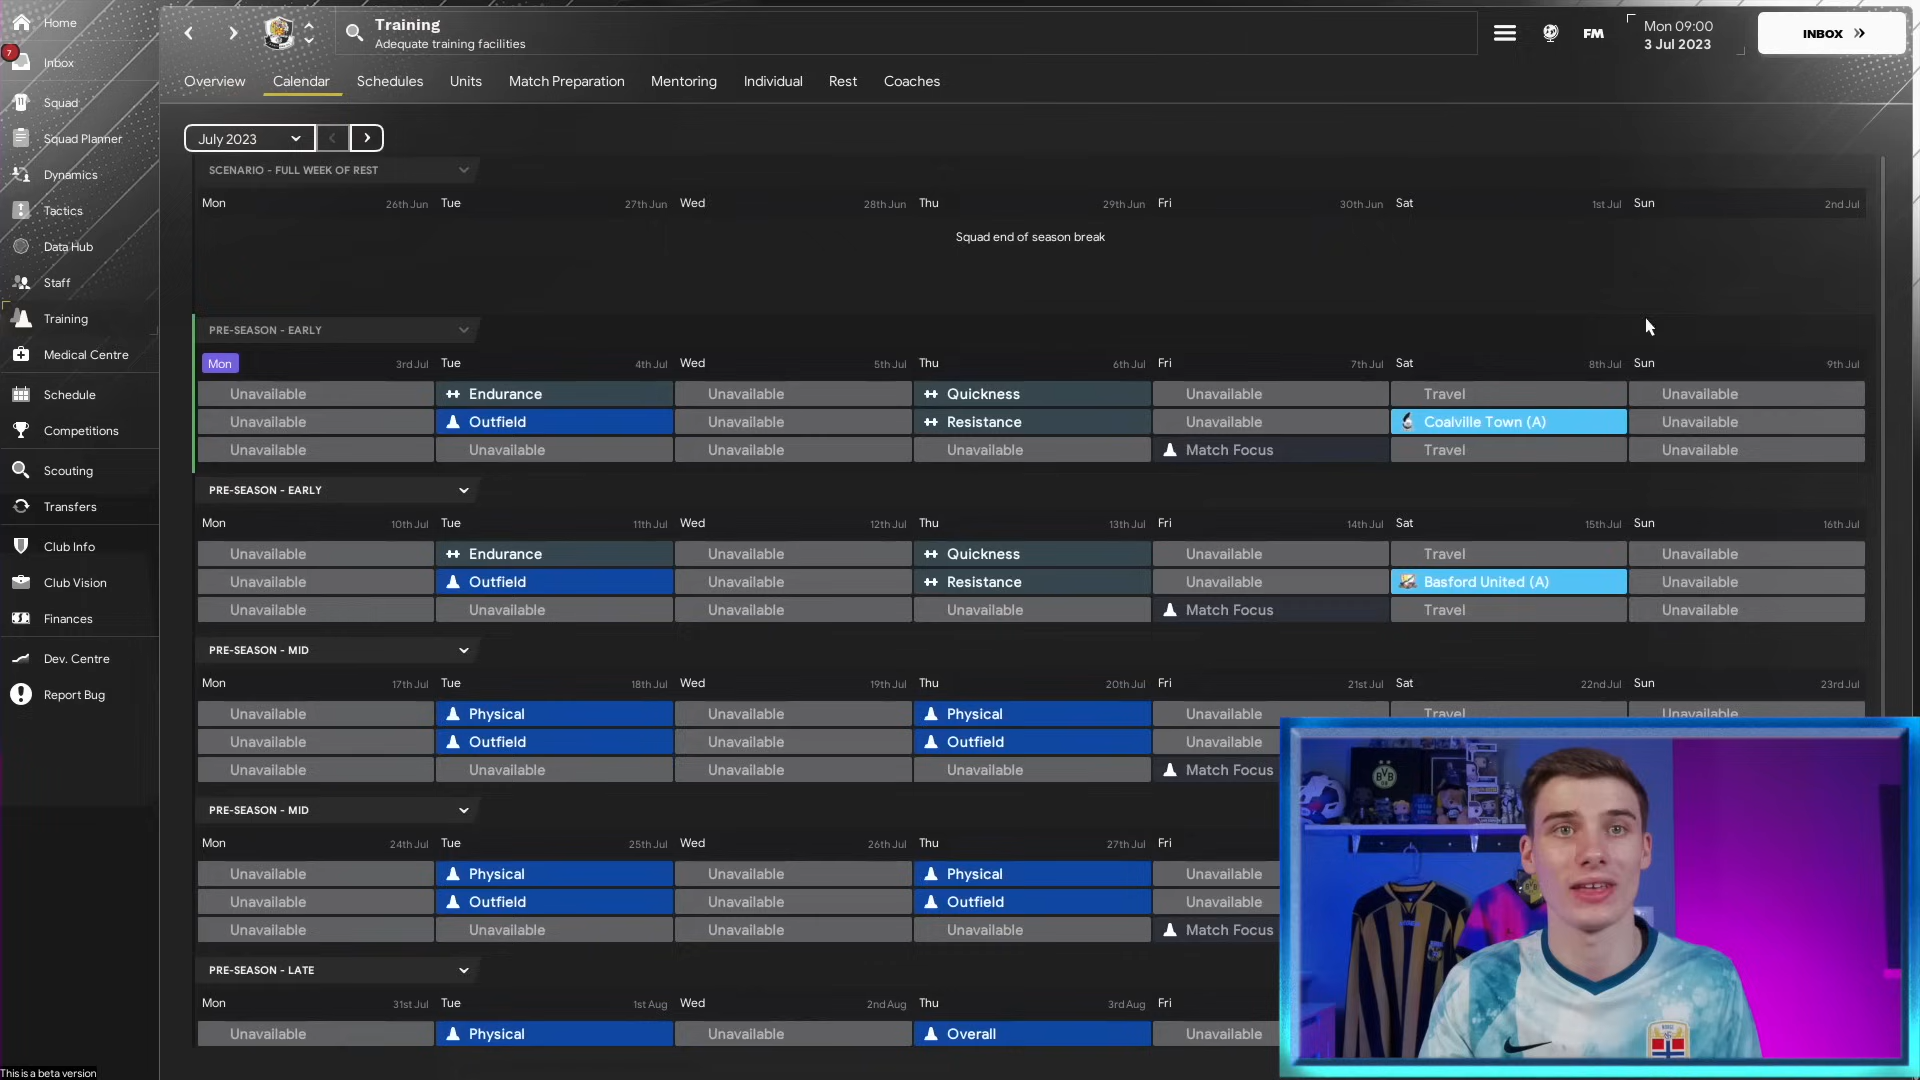 Home
7
Inbox
Squad
Squad Planner
Dynamics
Tactics
Data Hub
Staff
Training
Medical Centre
Schedule
Competitions
Scouting
Transfers
Club Info
Club Vision
Finances
Dev. Centre
Report Bug
This is a beta version
Training
Adequate training facilities
FM
Mon 09:00
3 Jul 2023
INBOX
Overview Calendar Schedules Units Match Preparation Mentoring Individual Rest Coaches
July 2023
SCENARIO - FULL WEEK OF REST
Mon 26th Jun Tue 27th Jun Wed 28th Jun Thu 29th Jun Fri 30th Jun Sat 1st Jul Sun 2nd Jul
Squad end of season break
PRE-SEASON - EARLY
Mon 3rd Jul Tue 4th Jul Wed 5th Jul Thu 6th Jul Fri 7th Jul Sat 8th Jul Sun 9th Jul
Unavailable Endurance Unavailable Quickness Unavailable Travel Unavailable
Unavailable Outfield Unavailable Resistance Unavailable Coalville Town (A) Unavailable
Unavailable Unavailable Unavailable Unavailable Match Focus Travel Unavailable
PRE-SEASON - EARLY
Mon 10th Jul Tue 11th Jul Wed 12th Jul Thu 13th Jul Fri 14th Jul Sat 15th Jul Sun 16th Jul
Unavailable Endurance Unavailable Quickness Unavailable Travel Unavailable
Unavailable Outfield Unavailable Resistance Unavailable Basford United (A) Unavailable
Unavailable Unavailable Unavailable Unavailable Match Focus Travel Unavailable
PRE-SEASON - MID
Mon 17th Jul Tue 18th Jul Wed 19th Jul Thu 20th Jul Fri 21st Jul Sat 22nd Jul Sun 23rd Jul
Unavailable Physical Unavailable Physical Unavailable Travel Unavailable
Unavailable Outfield Unavailable Outfield Unavailable
Unavailable Unavailable Unavailable Unavailable Match Focus
PRE-SEASON - MID
Mon 24th Jul Tue 25th Jul Wed 26th Jul Thu 27th Jul Fri
Unavailable Physical Unavailable Physical Unavailable
Unavailable Outfield Unavailable Outfield Unavailable
Unavailable Unavailable Unavailable Unavailable Match Focus
PRE-SEASON - LATE
Mon 31st Jul Tue 1st Aug Wed 2nd Aug Thu 3rd Aug Fri
Unavailable Physical Unavailable Overall Unavailable
BVB
09